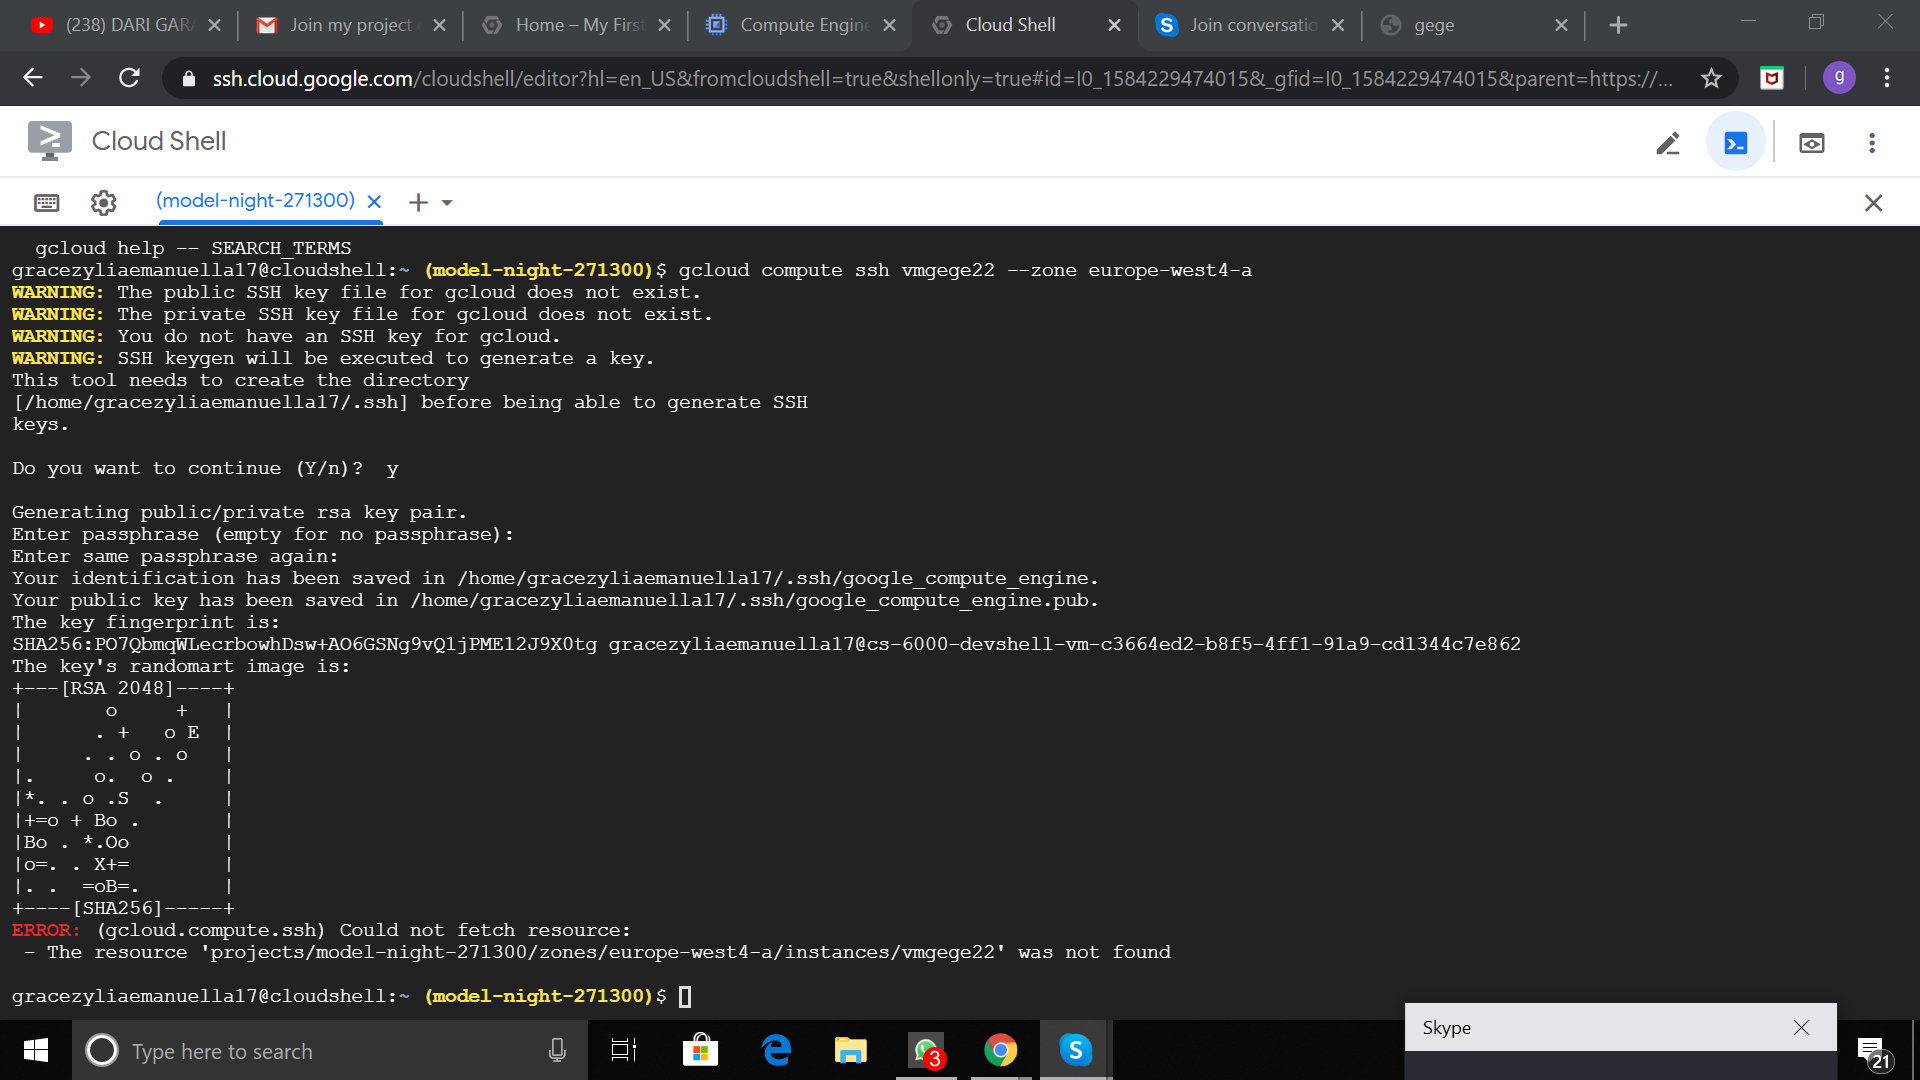 (238) DARI GAR
Join my project
Home – My First
Compute Engine
Cloud Shell
Join conversatio
gege
ssh.cloud.google.com/cloudshell/editor?hl=en_US&fromcloudshell=true&shellonly=true#id=I0_1584229474015&_gfid=I0_1584229474015&parent=https://...
g
Cloud Shell
(model-night-271300)
gcloud help -- SEARCH_TERMS
gracezyliaemanuella17@cloudshell:~ (model-night-271300)$ gcloud compute ssh vmgege22 --zone europe-west4-a
WARNING: The public SSH key file for gcloud does not exist.
WARNING: The private SSH key file for gcloud does not exist.
WARNING: You do not have an SSH key for gcloud.
WARNING: SSH keygen will be executed to generate a key.
This tool needs to create the directory
[/home/gracezyliaemanuella17/.ssh] before being able to generate SSH
keys.
Do you want to continue (Y/n)?  y
Generating public/private rsa key pair.
Enter passphrase (empty for no passphrase):
Enter same passphrase again:
Your identification has been saved in /home/gracezyliaemanuella17/.ssh/google_compute_engine.
Your public key has been saved in /home/gracezyliaemanuella17/.ssh/google_compute_engine.pub.
The key fingerprint is:
SHA256:PO7QbmqWLecrbowhDsw+AO6GSNg9vQ1jPME12J9X0tg gracezyliaemanuella17@cs-6000-devshell-vm-c3664ed2-b8f5-4ff1-91a9-cd1344c7e862
The key's randomart image is:
+---[RSA 2048]----+
|       o     +   |
|      . +   o E  |
|     . . o . o   |
|.     o.  o .    |
|*. . o .S  .     |
|+=o + Bo .       |
|Bo . *.Oo        |
|o=. . X+=        |
|. .  =oB=.       |
+----[SHA256]-----+
ERROR: (gcloud.compute.ssh) Could not fetch resource:
 - The resource 'projects/model-night-271300/zones/europe-west4-a/instances/vmgege22' was not found
gracezyliaemanuella17@cloudshell:~ (model-night-271300)$
Skype
Type here to search
3
S
21